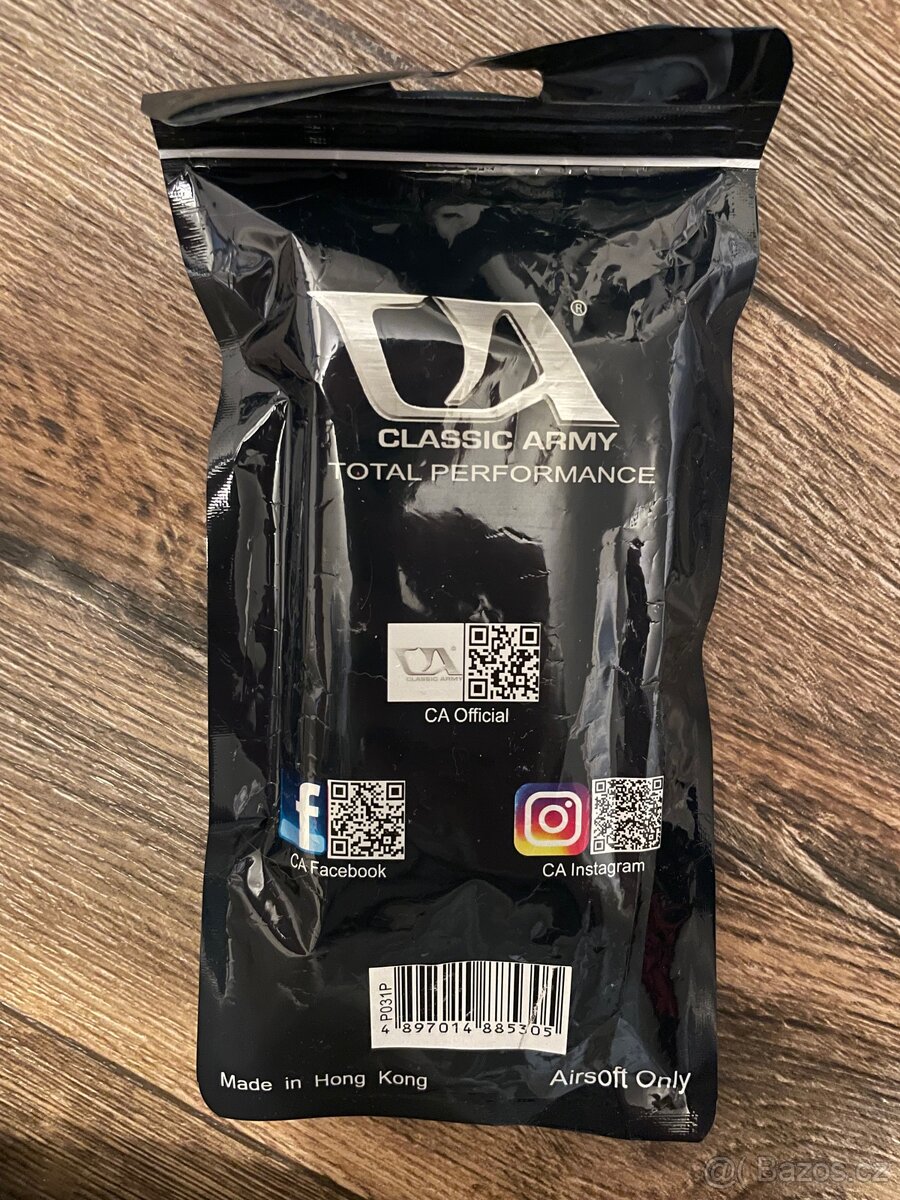 CA®
CLASSIC ARMY
TOTAL PERFORMANCE
CA®
CLASSIC ARMY
CA Official
f
CA Facebook
CA Instagram
P031P
4 897014 885305
Made in Hong Kong
Airsoft Only
@( Bazos.cz